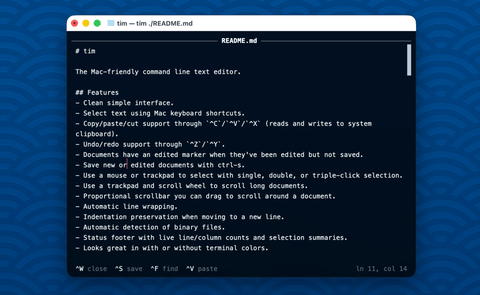 tim — tim ./README.md
README.md
# tim
The Mac-friendly command line text editor.
## Features
- Clean simple interface.
- Select text using Mac keyboard shortcuts.
- Copy/paste/cut support through `^C`/`^V`/`^X` (reads and writes to system
clipboard).
- Undo/redo support through `^Z`/`^Y`.
- Documents have an edited marker when they've been edited but not saved.
- Save new or edited documents with ctrl-s.
- Use a mouse or trackpad to select with single, double, or triple-click selection.
- Use a trackpad and scroll wheel to scroll long documents.
- Proportional scrollbar you can drag to scroll around a document.
- Automatic line wrapping.
- Indentation preservation when moving to a new line.
- Automatic detection of binary files.
- Status footer with live line/column counts and selection summaries.
- Looks great in with or without terminal colors.
^W close ^S save ^F find ^V paste ln 11, col 14